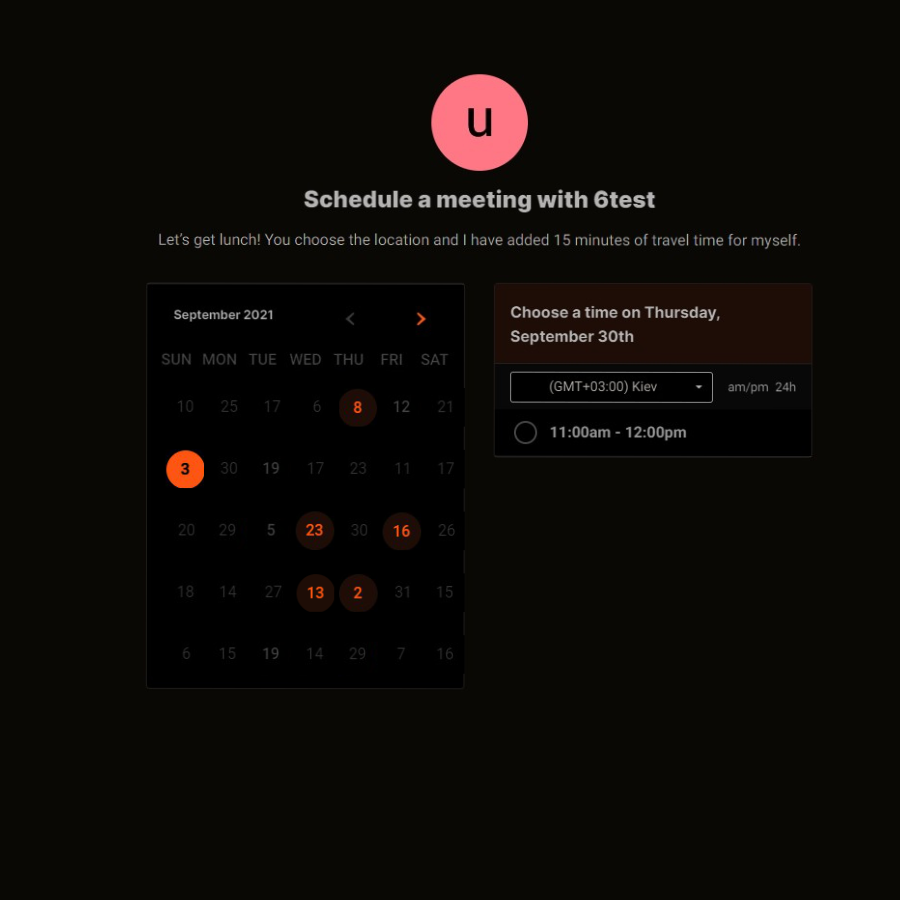 u
Schedule a meeting with 6test
Let's get lunch! You choose the location and I have added 15 minutes of travel time for myself.
September 2021
SUN MON TUE WED THU FRI SAT
10 25 17 6 8 12 21
3 30 19 17 23 11 17
20 29 5 23 30 16 26
18 14 27 13 2 31 15
6 15 19 14 29 7 16
Choose a time on Thursday,
September 30th
(GMT+03:00) Kiev am/pm 24h
11:00am - 12:00pm